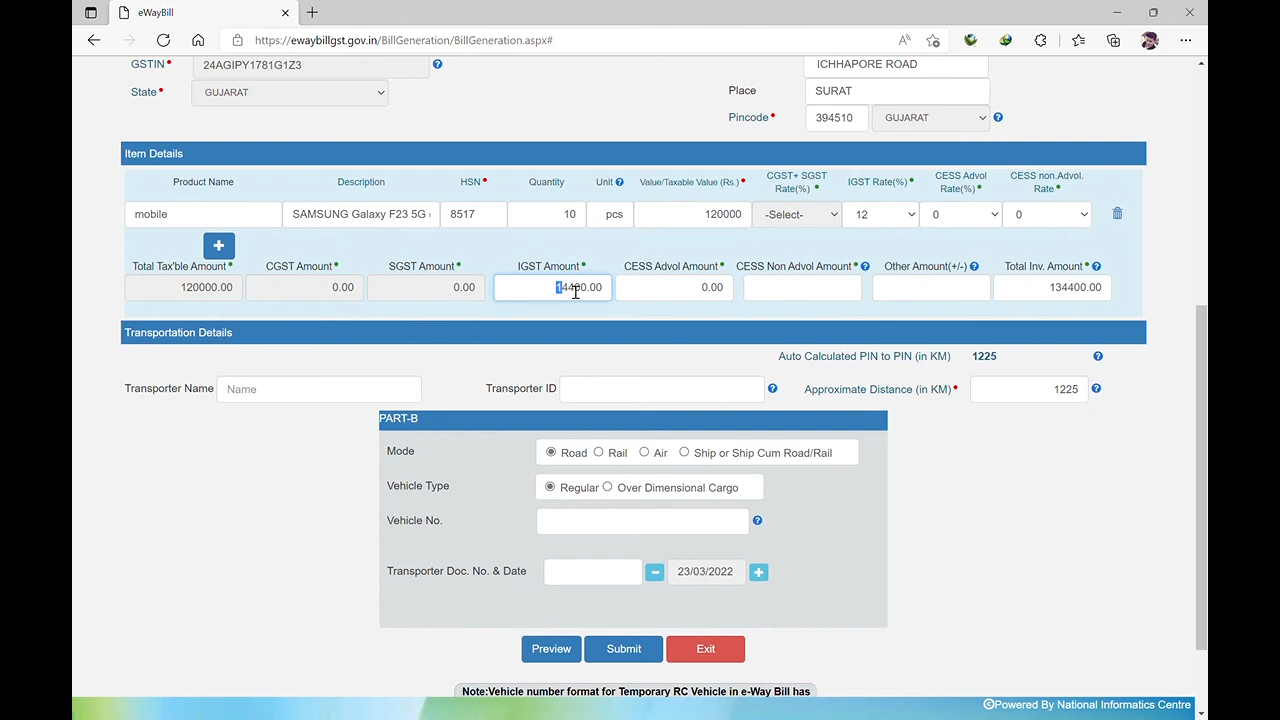 eWayBill
https://ewaybillgst.gov.in/BillGeneration/BillGeneration.aspx#
GSTIN 24AGIPY1781G1Z3 ICHHAPORE ROAD
State GUJARAT Place SURAT
Pincode 394510 GUJARAT
Item Details
Product Name Description HSN Quantity Unit Value/Taxable Value (Rs.) CGST+ SGST Rate(%) IGST Rate(%) CESS Advol Rate(%) CESS non.Advol. Rate
mobile SAMSUNG Galaxy F23 5G ( 8517 10 pcs 120000 -Select- 12 0 0
+
Total Tax'ble Amount CGST Amount SGST Amount IGST Amount CESS Advol Amount CESS Non Advol Amount Other Amount(+/-) Total Inv. Amount
120000.00 0.00 0.00 14400.00 0.00 134400.00
Transportation Details
Auto Calculated PIN to PIN (in KM) 1225
Transporter Name Name Transporter ID Approximate Distance (in KM) 1225
PART-B
Mode Road Rail Air Ship or Ship Cum Road/Rail
Vehicle Type Regular Over Dimensional Cargo
Vehicle No.
Transporter Doc. No. & Date 23/03/2022
Preview Submit Exit
Note:Vehicle number format for Temporary RC Vehicle in e-Way Bill has
©Powered By National Informatics Centre